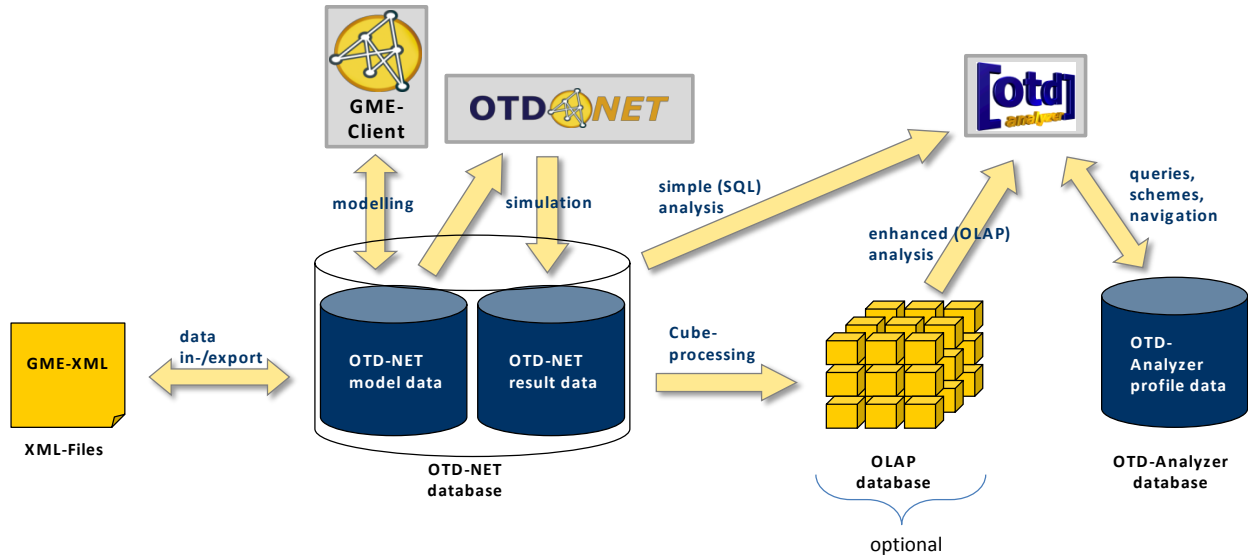 GME-
Client
OTD NET
[otd]
analyzer
modelling
simulation
simple (SQL)
analysis
enhanced (OLAP)
analysis
queries,
schemes,
navigation
GME-XML
data
in-/export
OTD-NET
model data
OTD-NET
result data
Cube-
processing
OTD-
Analyzer
profile data
XML-Files
OTD-NET
database
OLAP
database
OTD-Analyzer
database
optional